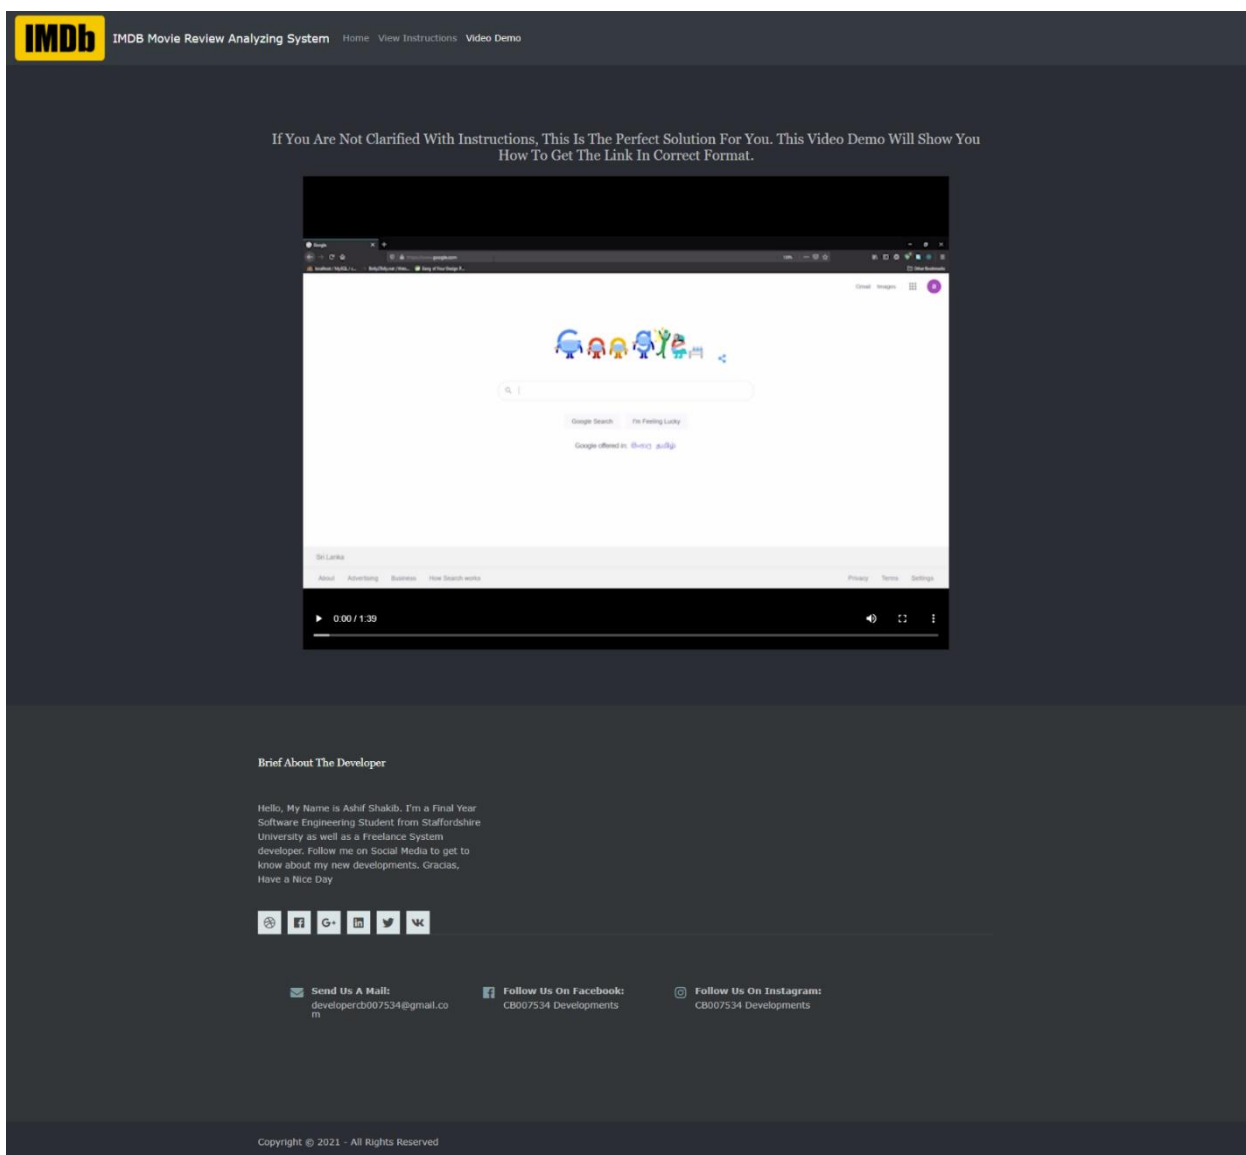 IMDb
IMDB Movie Review Analyzing System Home View Instructions Video Demo
If You Are Not Clarified With Instructions, This Is The Perfect Solution For You. This Video Demo Will Show You
How To Get The Link In Correct Format.
Google
Gmail Images
Google
Google Search I'm Feeling Lucky
Google offered in: සිංහල தமிழ்
Sri Lanka
About Advertising Business How Search works Privacy Terms Settings
0:00 / 1:39
Brief About The Developer
Hello, My Name is Ashif Shakib. I'm a Final Year
Software Engineering Student from Staffordshire
University as well as a Freelance System
developer. Follow me on Social Media to get to
know about my new developments. Gracias,
Have a Nice Day
Send Us A Mail:
developercb007534@gmail.co
m
Follow Us On Facebook:
CB007534 Developments
Follow Us On Instagram:
CB007534 Developments
Copyright © 2021 - All Rights Reserved